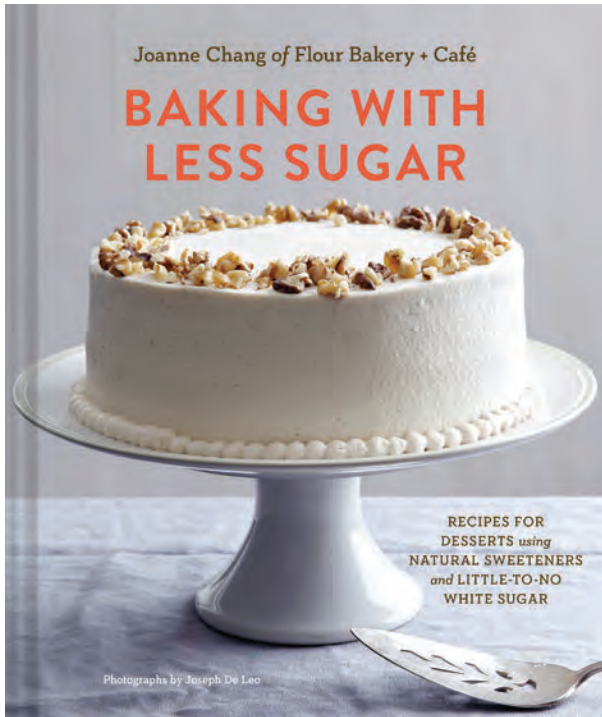 Joanne Chang of Flour Bakery + Café
BAKING WITH
LESS SUGAR
RECIPES FOR
DESSERTS using
NATURAL SWEETENERS
and LITTLE-TO-NO
WHITE SUGAR
Photographs by Joseph De Leo